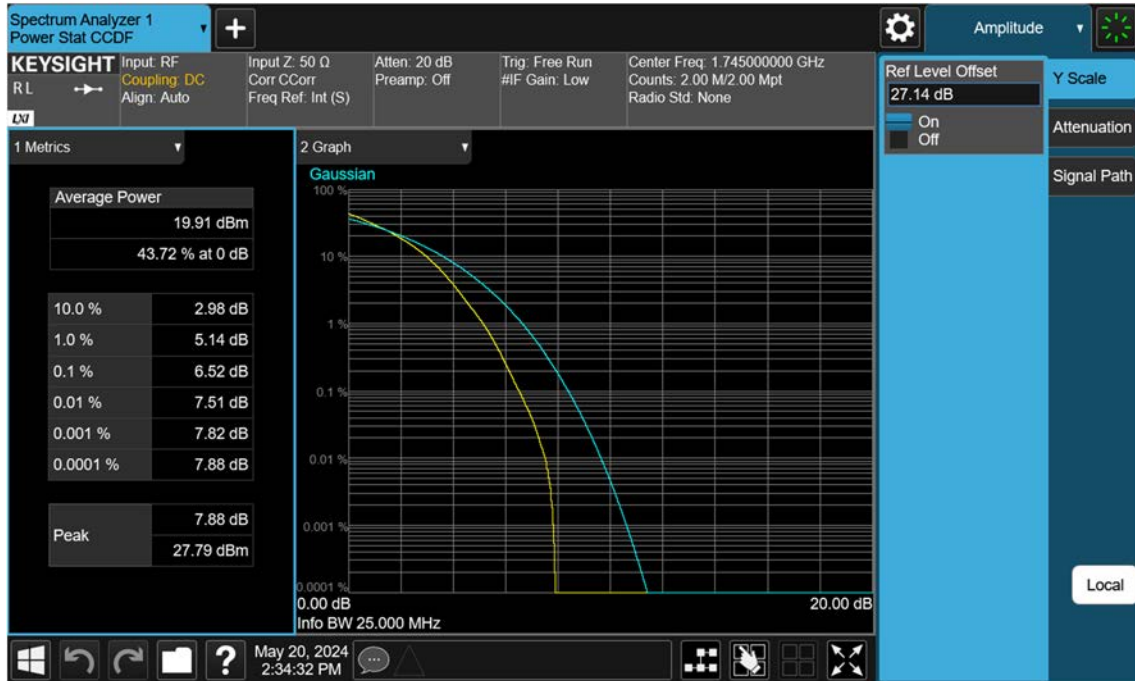 Spectrum Analyzer 1
Power Stat CCDF
Amplitude
KEYSIGHT
R L
LXI
Input: RF
Coupling: DC
Align: Auto
Input Z: 50 Ω
Corr CCorr
Freq Ref: Int (S)
Atten: 20 dB
Preamp: Off
Trig: Free Run
#IF Gain: Low
Center Freq: 1.745000000 GHz
Counts: 2.00 M/2.00 Mpt
Radio Std: None
Ref Level Offset
27.14 dB
On
Off
Y Scale
Attenuation
Signal Path
1 Metrics
Average Power
19.91 dBm
43.72 % at 0 dB
10.0 % 2.98 dB
1.0 % 5.14 dB
0.1 % 6.52 dB
0.01 % 7.51 dB
0.001 % 7.82 dB
0.0001 % 7.88 dB
Peak
7.88 dB
27.79 dBm
2 Graph
Gaussian
100 %
10 %
1 %
0.1 %
0.01 %
0.001 %
0.0001 %
0.00 dB 20.00 dB
Info BW 25.000 MHz
Local
?
May 20, 2024
2:34:32 PM